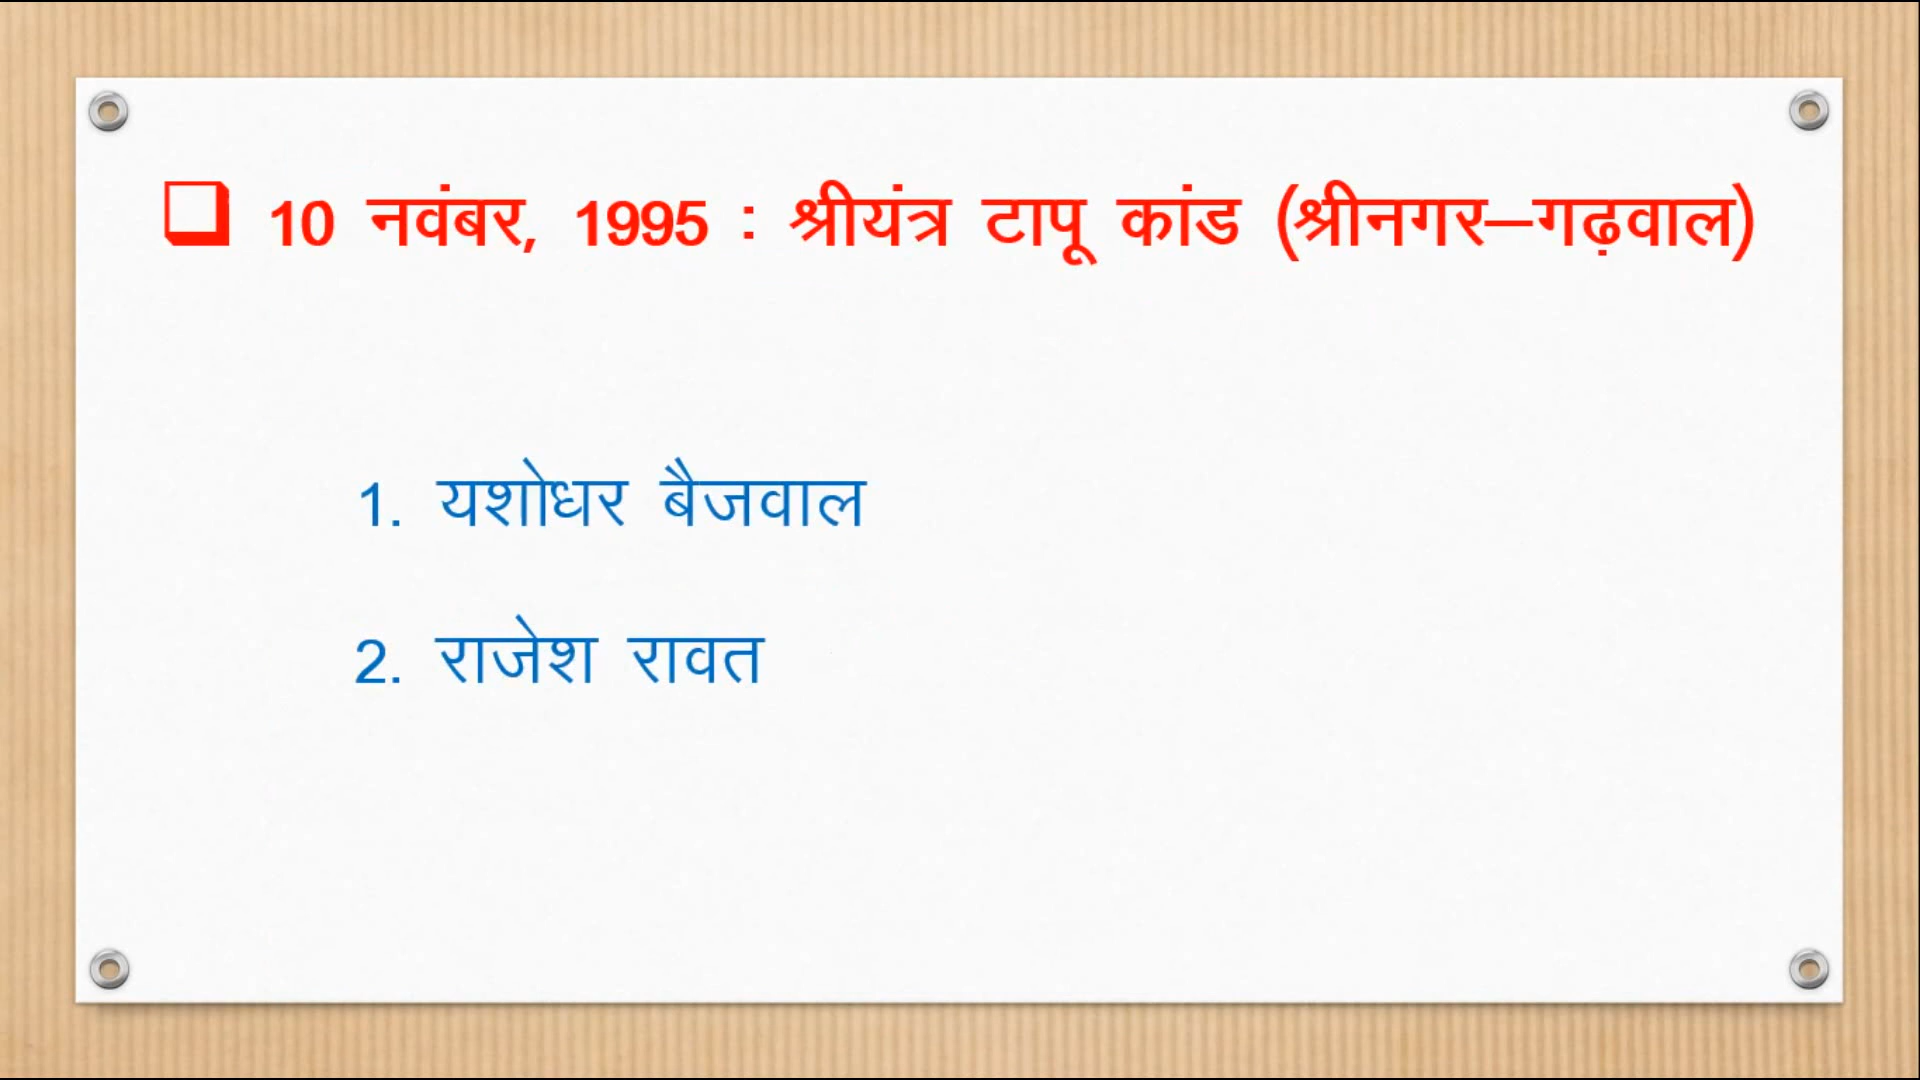 ❑ 10 नवंबर, 1995 : श्रीयंत्र टापू कांड (श्रीनगर–गढ़वाल)
1. यशोधर बैजवाल
2. राजेश रावत